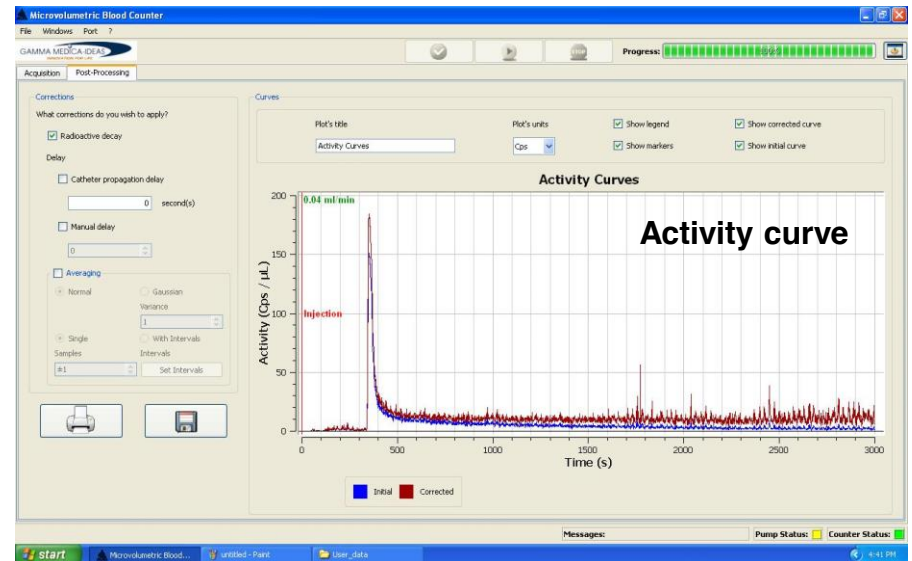 Microvolumetric Blood Counter
File Windows Port ?
GAMMA MEDICA-IDEAS
Progress:
Acquisition Post-Processing
Corrections
What corrections do you wish to apply?
Radioactive decay
Delay
Catheter propagation delay
0 second(s)
Manual delay
0
Averaging
Normal Gaussian
Variance
1
Single With Intervals
Samples Intervals
±1 Set Intervals
Curves
Plot's title Plot's units Show legend Show corrected curve
Activity Curves Cps Show markers Show initial curve
Activity Curves
0.04 ml/min
Activity curve
Injection
Activity (Cps / µL)
200
150
100
50
0
0 500 1000 1500 2000 2500 3000
Time (s)
Initial Corrected
Messages: Pump Status: Counter Status:
start Microvolumetric Blood... untitled - Paint User_data 4:41 PM